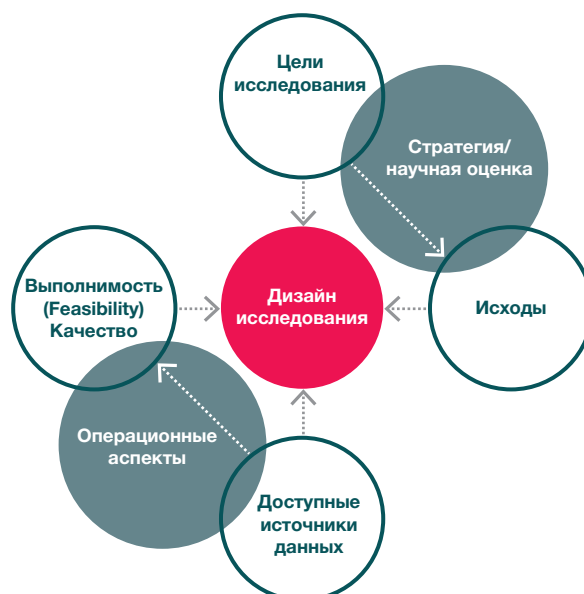 Цели
исследования
Стратегия/
научная оценка
Выполнимость
(Feasibility)
Качество
Дизайн
исследования
Исходы
Операционные
аспекты
Доступные
источники
данных